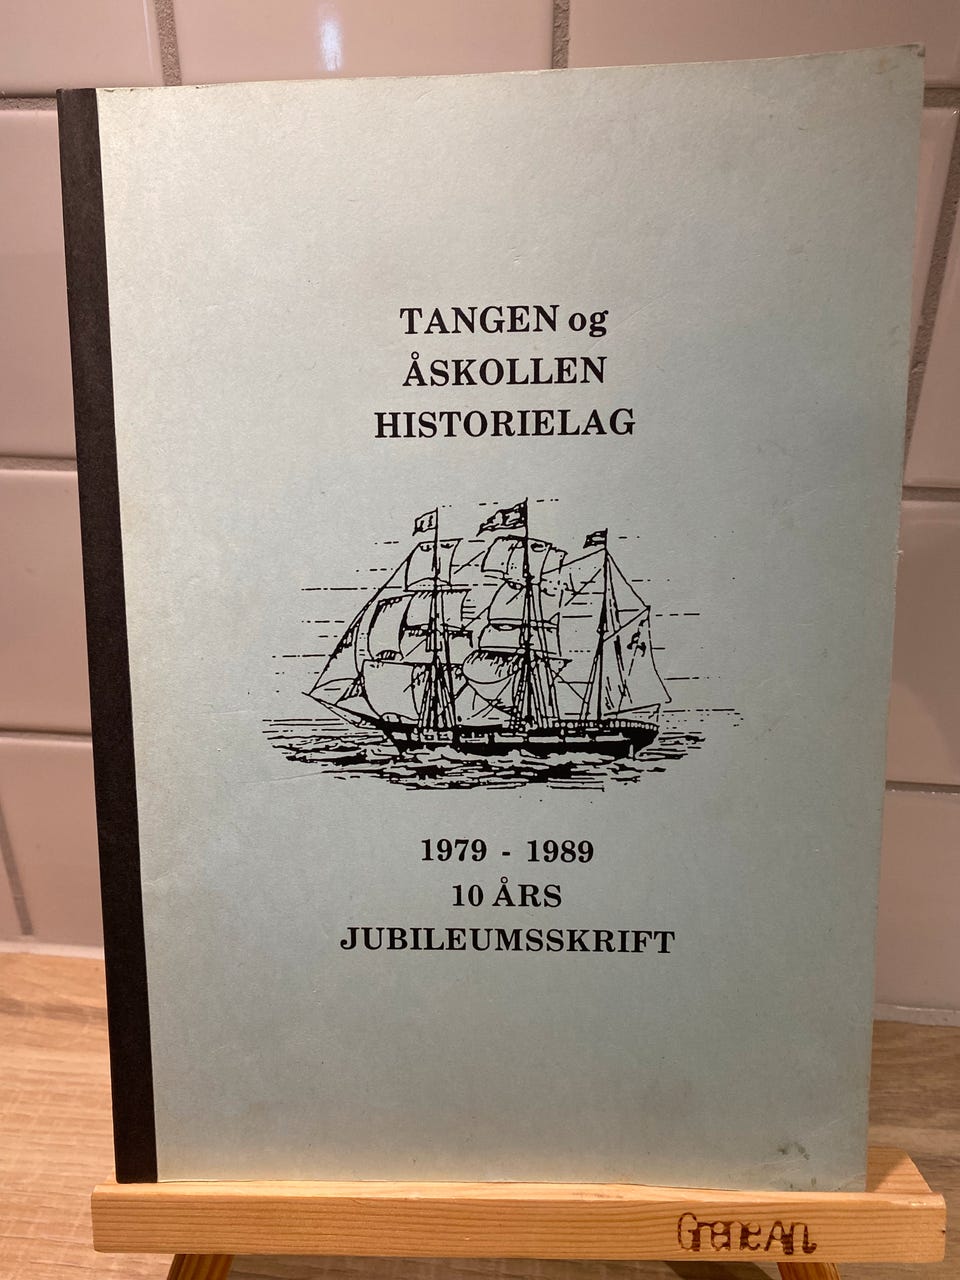 TANGEN og
ÅSKOLLEN
HISTORIELAG
1979 - 1989
10 ÅRS
JUBILEUMSSKRIFT